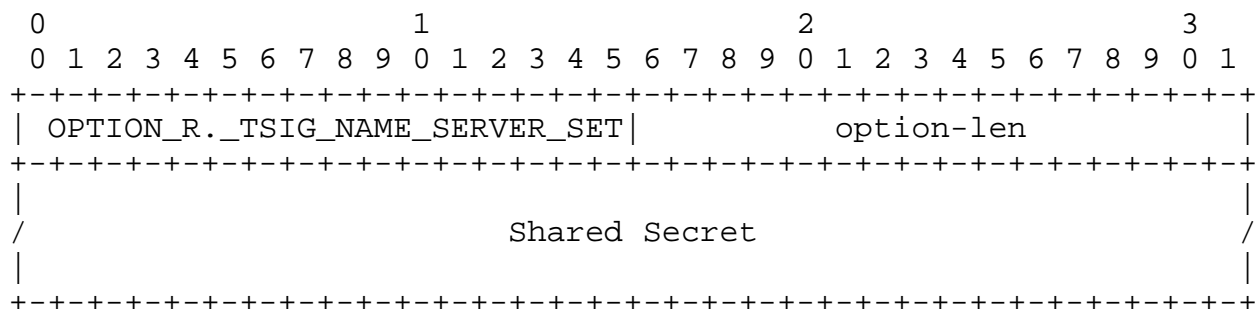 0                   1                   2                   3
 0 1 2 3 4 5 6 7 8 9 0 1 2 3 4 5 6 7 8 9 0 1 2 3 4 5 6 7 8 9 0 1
+-+-+-+-+-+-+-+-+-+-+-+-+-+-+-+-+-+-+-+-+-+-+-+-+-+-+-+-+-+-+-+-+
| OPTION_R._TSIG_NAME_SERVER_SET|          option-len           |
+-+-+-+-+-+-+-+-+-+-+-+-+-+-+-+-+-+-+-+-+-+-+-+-+-+-+-+-+-+-+-+-+
|                                                               |
/                         Shared Secret                         /
|                                                               |
+-+-+-+-+-+-+-+-+-+-+-+-+-+-+-+-+-+-+-+-+-+-+-+-+-+-+-+-+-+-+-+-+